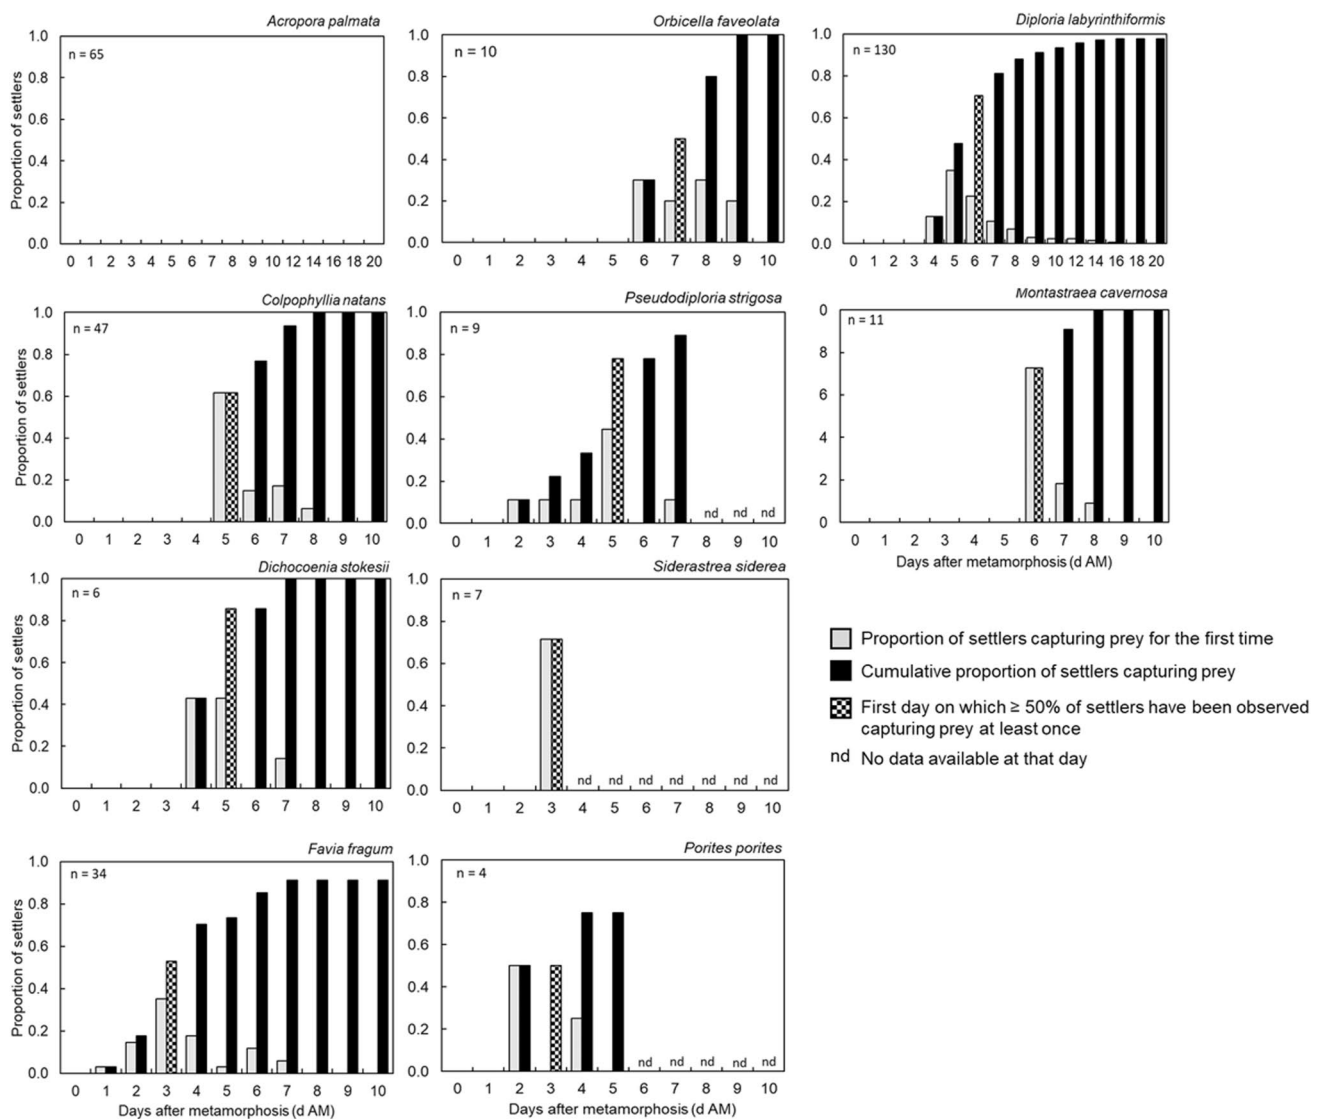 Acropora palmata
n = 65
Proportion of settlers
1.0
0.8
0.6
0.4
0.2
0.0
0 1 2 3 4 5 6 7 8 9 10 12 14 16 18 20
Orbicella faveolata
n = 10
1.0
0.8
0.6
0.4
0.2
0.0
0 1 2 3 4 5 6 7 8 9 10
Diploria labyrinthiformis
n = 130
1.0
0.8
0.6
0.4
0.2
0.0
0 1 2 3 4 5 6 7 8 9 10 12 14 16 18 20
Colpophyllia natans
n = 47
Proportion of settlers
1.0
0.8
0.6
0.4
0.2
0.0
0 1 2 3 4 5 6 7 8 9 10
Pseudodiploria strigosa
n = 9
1.0
0.8
0.6
0.4
0.2
0.0
nd nd nd
0 1 2 3 4 5 6 7 8 9 10
Montastraea cavernosa
n = 11
0
8
6
4
2
0
0 1 2 3 4 5 6 7 8 9 10
Days after metamorphosis (d AM)
Dichocoenia stokesii
n = 6
Proportion of settlers
1.0
0.8
0.6
0.4
0.2
0.0
0 1 2 3 4 5 6 7 8 9 10
Siderastrea siderea
n = 7
1.0
0.8
0.6
0.4
0.2
0.0
nd nd nd nd nd nd nd
0 1 2 3 4 5 6 7 8 9 10
Proportion of settlers capturing prey for the first time
Cumulative proportion of settlers capturing prey
First day on which ≥ 50% of settlers have been observed
capturing prey at least once
nd No data available at that day
Favia fragum
n = 34
Proportion of settlers
1.0
0.8
0.6
0.4
0.2
0.0
0 1 2 3 4 5 6 7 8 9 10
Days after metamorphosis (d AM)
Porites porites
n = 4
1.0
0.8
0.6
0.4
0.2
0.0
nd nd nd nd nd
0 1 2 3 4 5 6 7 8 9 10
Days after metamorphosis (d AM)